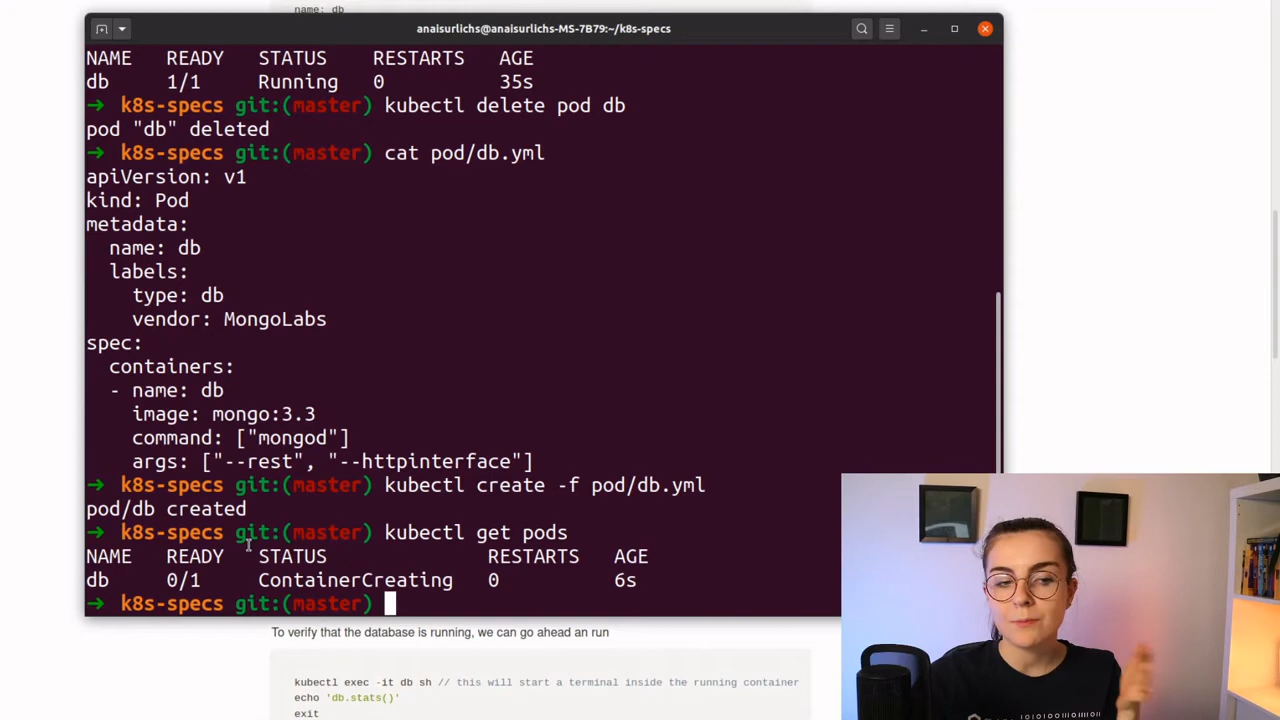 name: db
anaisurlichs@anaisurlichs-MS-7B79:~/k8s-specs
NAME READY STATUS RESTARTS AGE
db 1/1 Running 0 35s
➜ k8s-specs git:(master) kubectl delete pod db
pod "db" deleted
➜ k8s-specs git:(master) cat pod/db.yml
apiVersion: v1
kind: Pod
metadata:
  name: db
  labels:
    type: db
    vendor: MongoLabs
spec:
  containers:
  - name: db
    image: mongo:3.3
    command: ["mongod"]
    args: ["--rest", "--httpinterface"]
➜ k8s-specs git:(master) kubectl create -f pod/db.yml
pod/db created
➜ k8s-specs git:(master) kubectl get pods
NAME READY STATUS RESTARTS AGE
db 0/1 ContainerCreating 0 6s
➜ k8s-specs git:(master)
To verify that the database is running, we can go ahead an run
kubectl exec -it db sh // this will start a terminal inside the running container
echo 'db.stats()'
exit